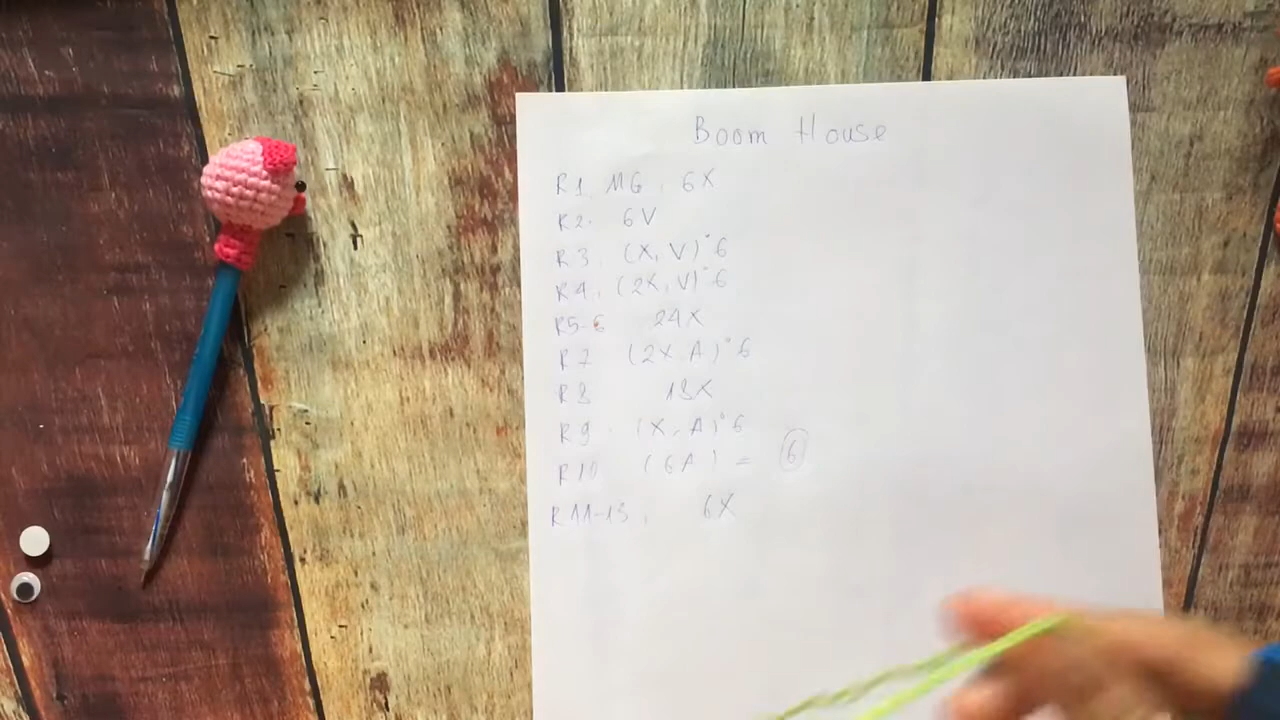 Boom House
R1. MG, 6X
R2. 6V
R3. (X, V)*6
R4. (2X, V)*6
R5-6 24X
R7 (2X, A)*6
R8 18X
R9. (X, A)*6
R10 (6A) = 6
R11-13, 6X